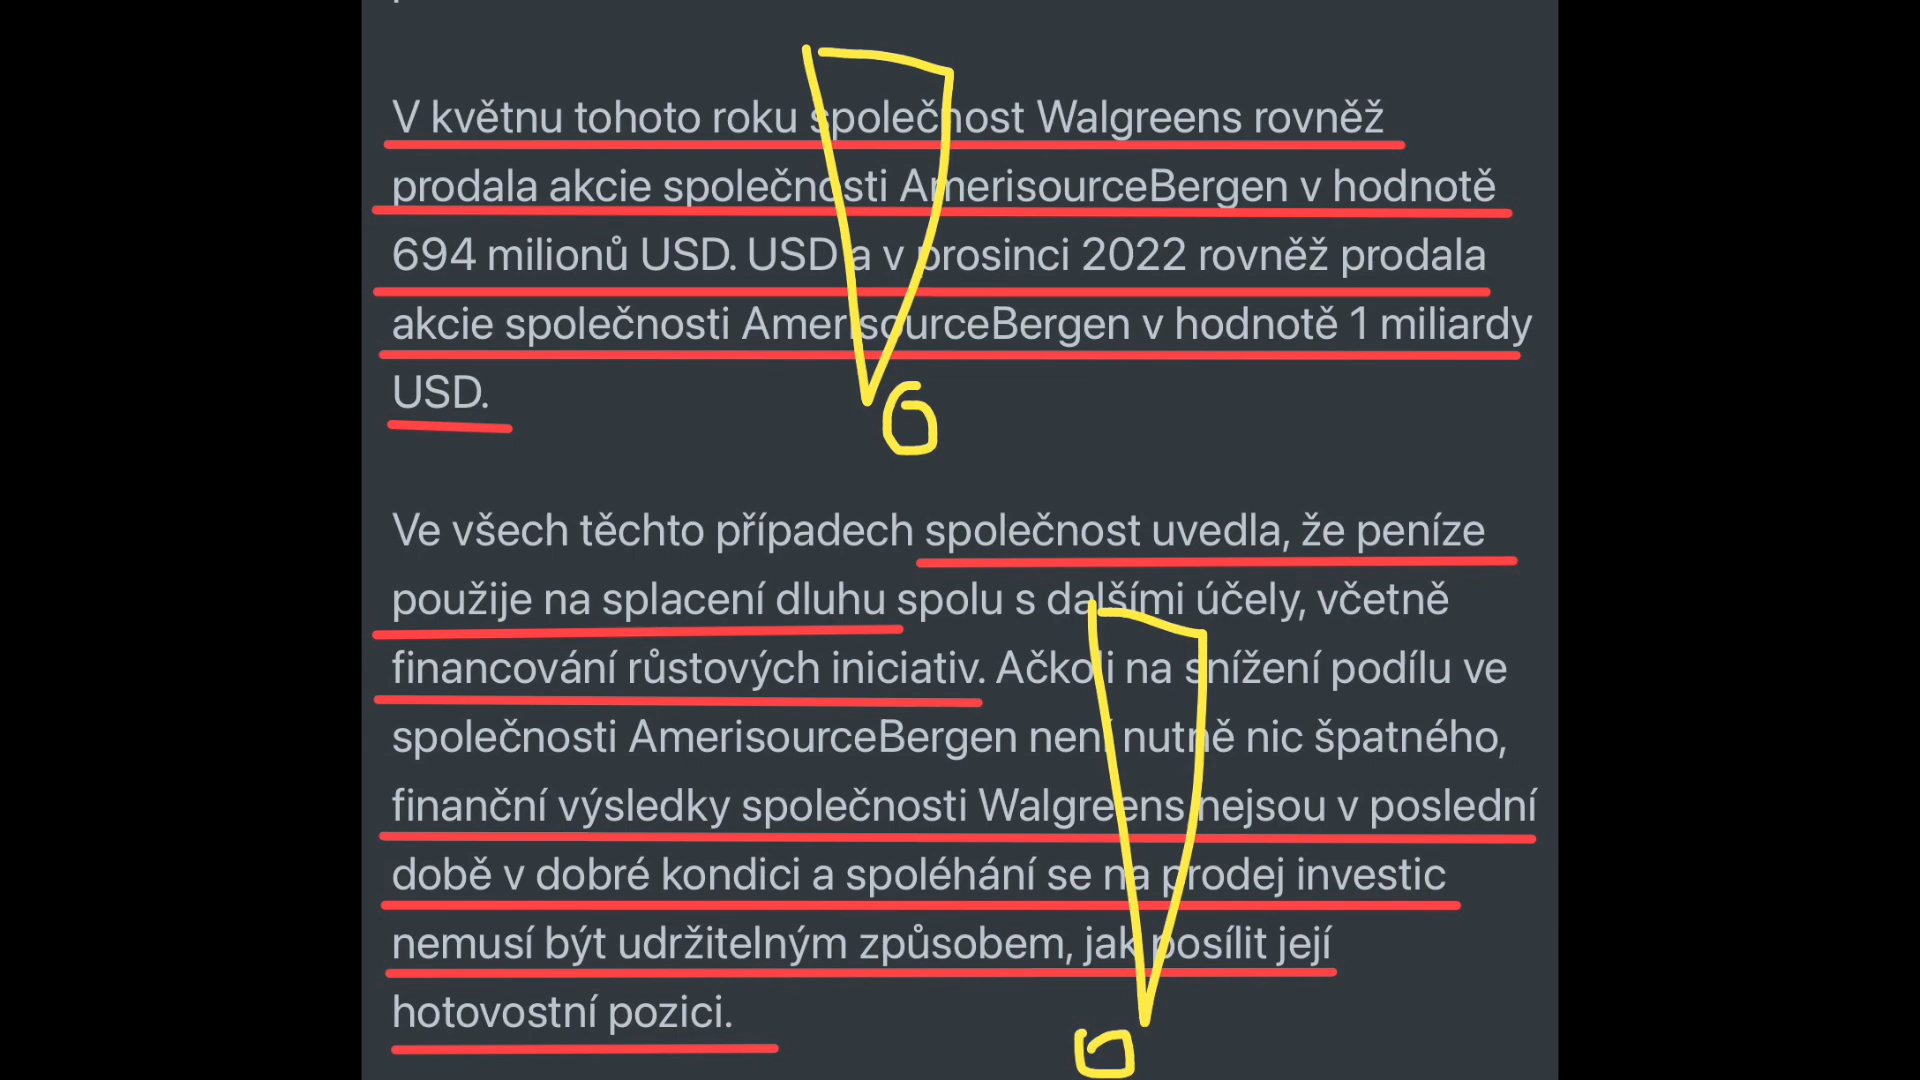 V květnu tohoto roku společnost Walgreens rovněž
prodala akcie společnosti AmerisourceBergen v hodnotě
694 milionů USD. USD a v prosinci 2022 rovněž prodala
akcie společnosti AmerisourceBergen v hodnotě 1 miliardy
USD.
Ve všech těchto případech společnost uvedla, že peníze
použije na splacení dluhu spolu s dalšími účely, včetně
financování růstových iniciativ. Ačkoli na snížení podílu ve
společnosti AmerisourceBergen není nutně nic špatného,
finanční výsledky společnosti Walgreens nejsou v poslední
době v dobré kondici a spoléhání se na prodej investic
nemusí být udržitelným způsobem, jak posílit její
hotovostní pozici.